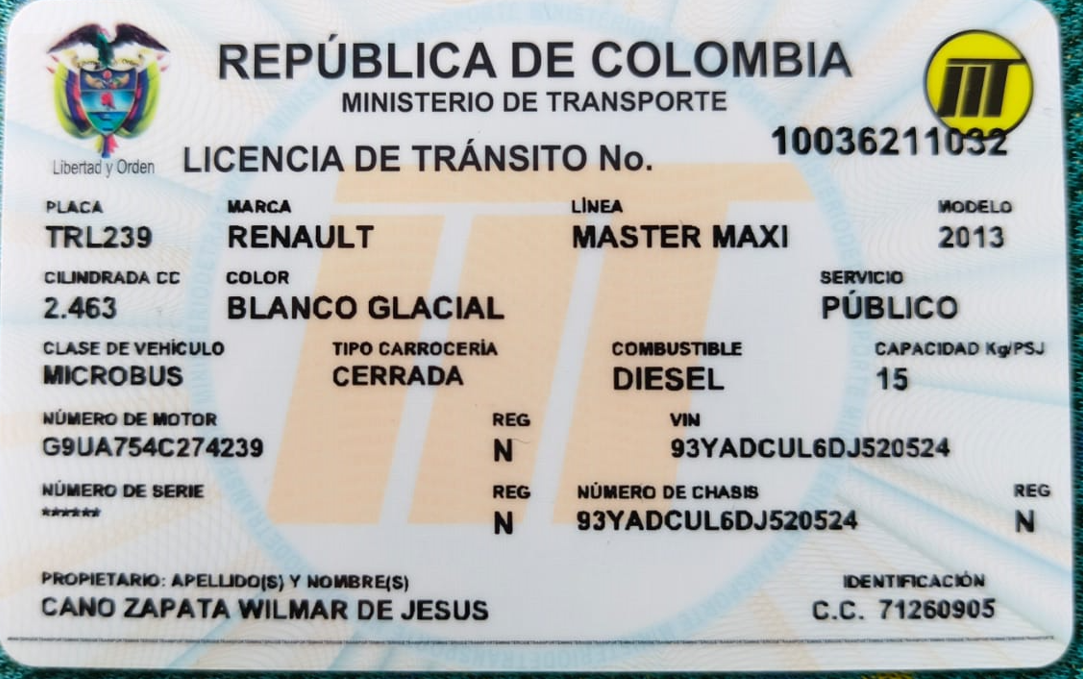 REPÚBLICA DE COLOMBIA
MINISTERIO DE TRANSPORTE
Libertad y Orden
LICENCIA DE TRÁNSITO No. 10036211032
PLACA MARCA LÍNEA MODELO
TRL239 RENAULT MASTER MAXI 2013
CILINDRADA CC COLOR SERVICIO
2.463 BLANCO GLACIAL PÚBLICO
CLASE DE VEHÍCULO TIPO CARROCERÍA COMBUSTIBLE CAPACIDAD Kg/PSJ
MICROBUS CERRADA DIESEL 15
NÚMERO DE MOTOR REG VIN
G9UA754C274239 N 93YADCUL6DJ520524
NÚMERO DE SERIE REG NÚMERO DE CHASIS REG
****** N 93YADCUL6DJ520524 N
PROPIETARIO: APELLIDO(S) Y NOMBRE(S) IDENTIFICACIÓN
CANO ZAPATA WILMAR DE JESUS C.C. 71260905